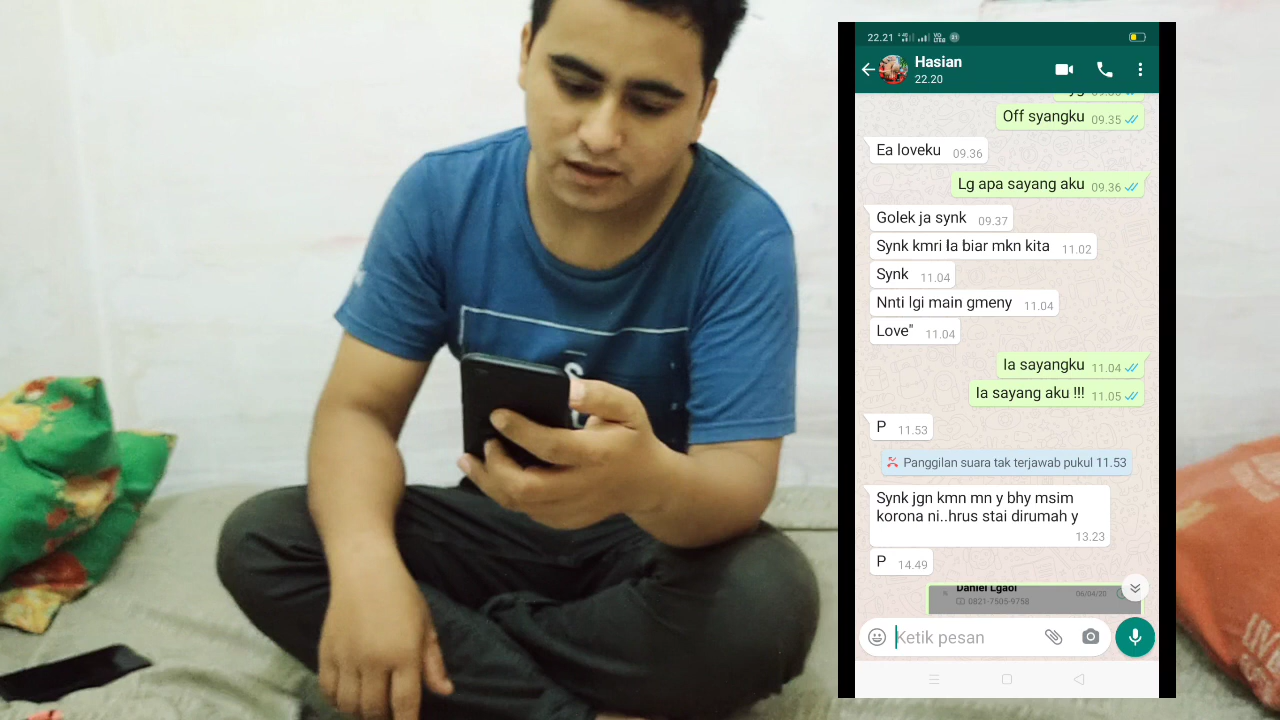 22.21
Hasian
22.20
Off syangku 09.35
Ea loveku 09.36
Lg apa sayang aku 09.36
Golek ja synk 09.37
Synk kmri la biar mkn kita 11.02
Synk 11.04
Nnti lgi main gmeny 11.04
Love" 11.04
Ia sayangku 11.04
Ia sayang aku !!! 11.05
P 11.53
Panggilan suara tak terjawab pukul 11.53
Synk jgn kmn mn y bhy msim
korona ni..hrus stai dirumah y
13.23
P 14.49
Daniel Lgaol 06/04/20
0821-7505-9758
Ketik pesan